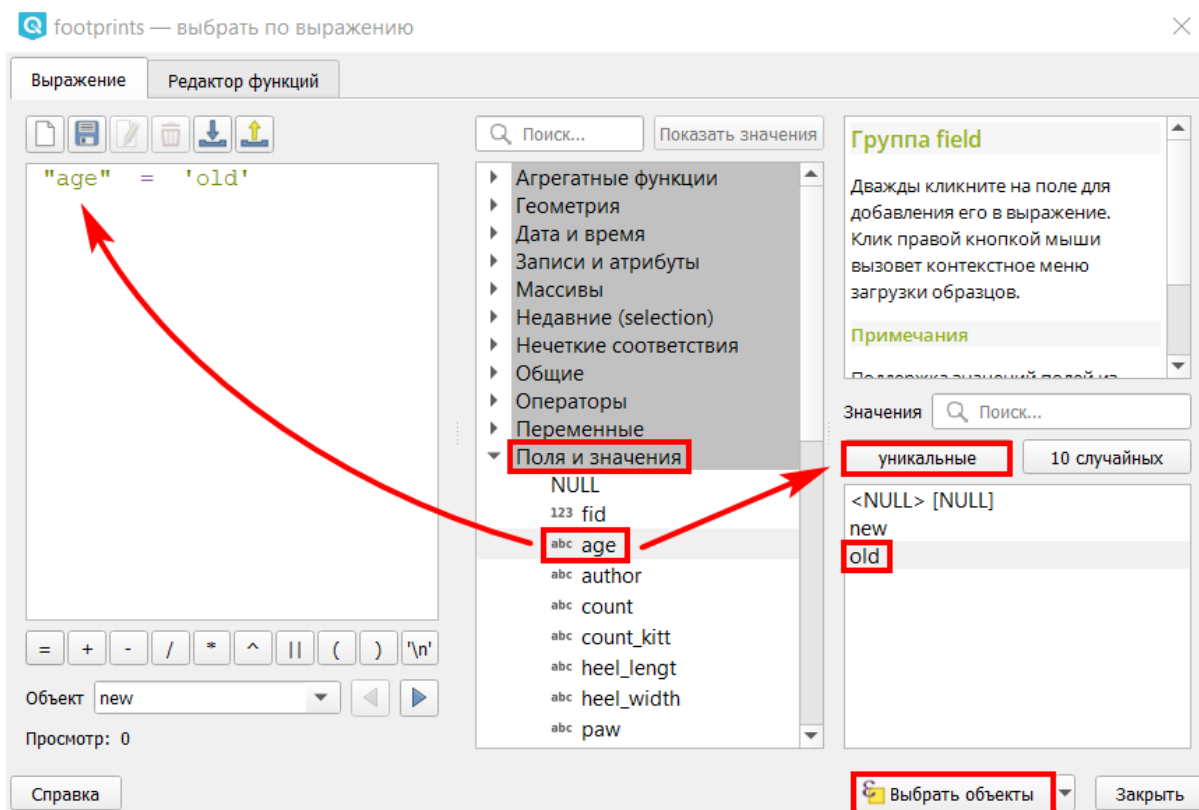 footprints — выбрать по выражению
Выражение
Редактор функций
"age" = 'old'
= + - / * ^ || ( ) '\n'
Объект new
Просмотр: 0
Справка
Поиск...
Показать значения
Агрегатные функции
Геометрия
Дата и время
Записи и атрибуты
Массивы
Недавние (selection)
Нечеткие соответствия
Общие
Операторы
Переменные
Поля и значения
NULL
123 fid
abc age
abc author
abc count
abc count_kitt
abc heel_lengt
abc heel_width
abc paw
Группа field
Дважды кликните на поле для
добавления его в выражение.
Клик правой кнопкой мыши
вызовет контекстное меню
загрузки образцов.
Примечания
Поддержка значений полей из
Значения
Поиск...
уникальные
10 случайных
<NULL> [NULL]
new
old
Выбрать объекты
Закрыть